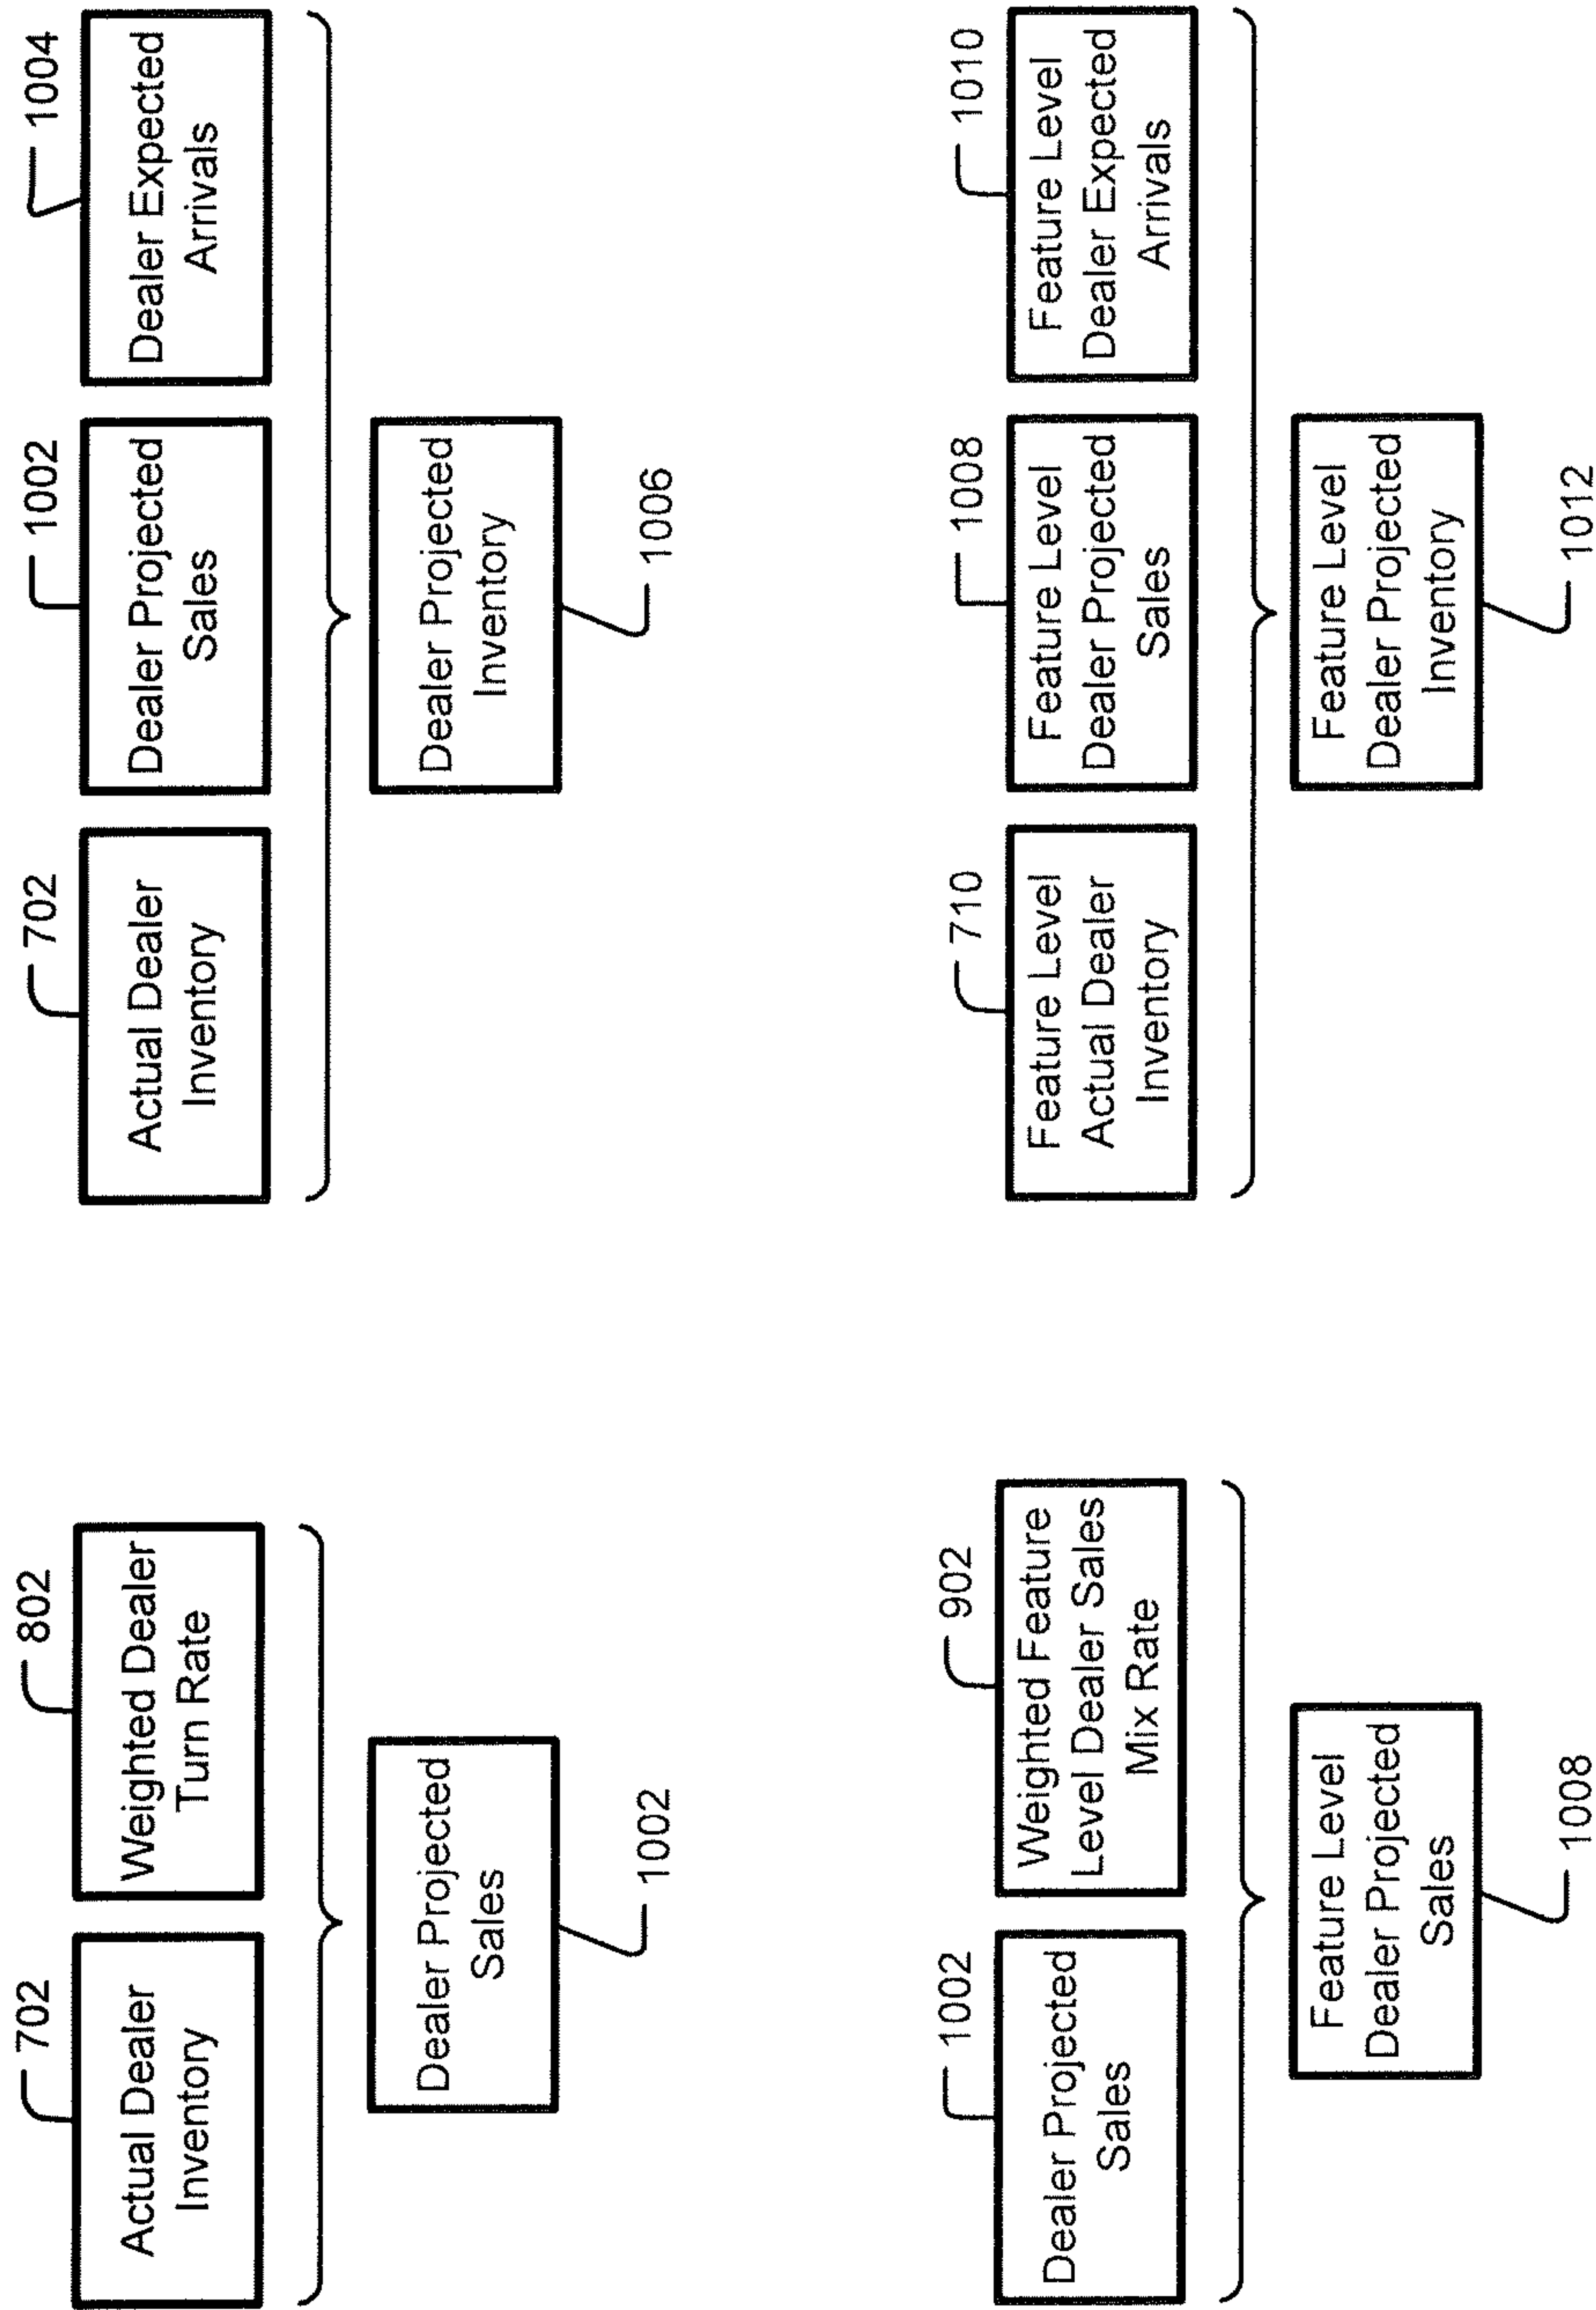 702
Actual Dealer
Inventory
802
Weighted Dealer
Turn Rate
Dealer Projected
Sales
1002
702
Actual Dealer
Inventory
1002
Dealer Projected
Sales
1004
Dealer Expected
Arrivals
Dealer Projected
Inventory
1006
1002
Dealer Projected
Sales
902
Weighted Feature
Level Dealer Sales
Mix Rate
Feature Level
Dealer Projected
Sales
1008
710
Feature Level
Actual Dealer
Inventory
1008
Feature Level
Dealer Projected
Sales
1010
Feature Level
Dealer Expected
Arrivals
Feature Level
Dealer Projected
Inventory
1012